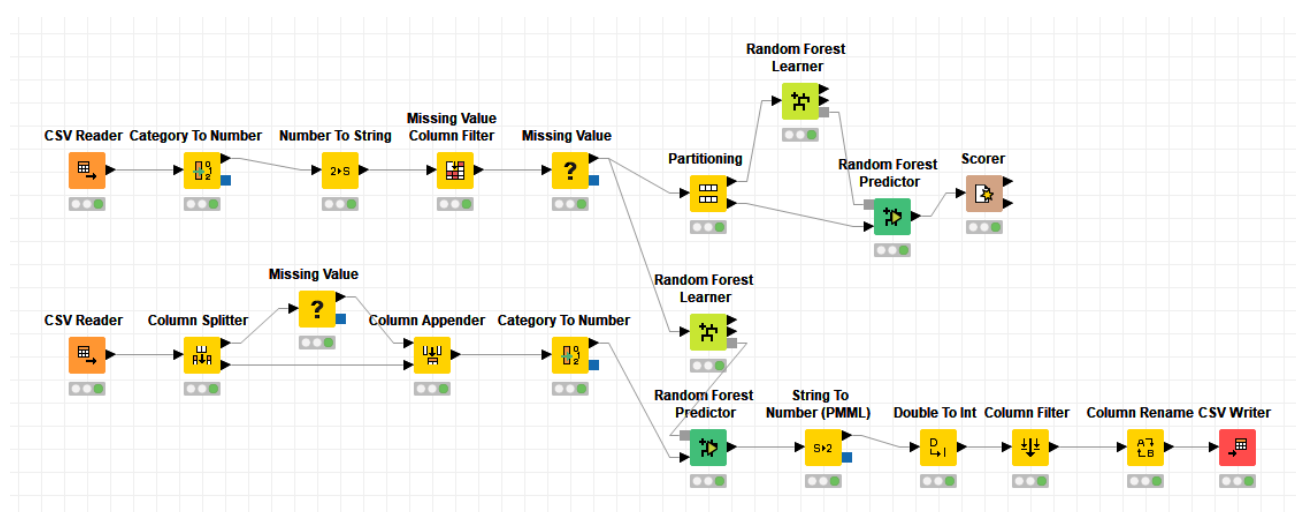 Random Forest
Learner
CSV Reader
Category To Number
Number To String
Missing Value
Column Filter
Missing Value
2▸S
?
Partitioning
Random Forest
Predictor
Scorer
Missing Value
?
Random Forest
Learner
CSV Reader
Column Splitter
Column Appender
Category To Number
Random Forest
Predictor
String To
Number (PMML)
Double To Int
Column Filter
Column Rename
CSV Writer
S▸2